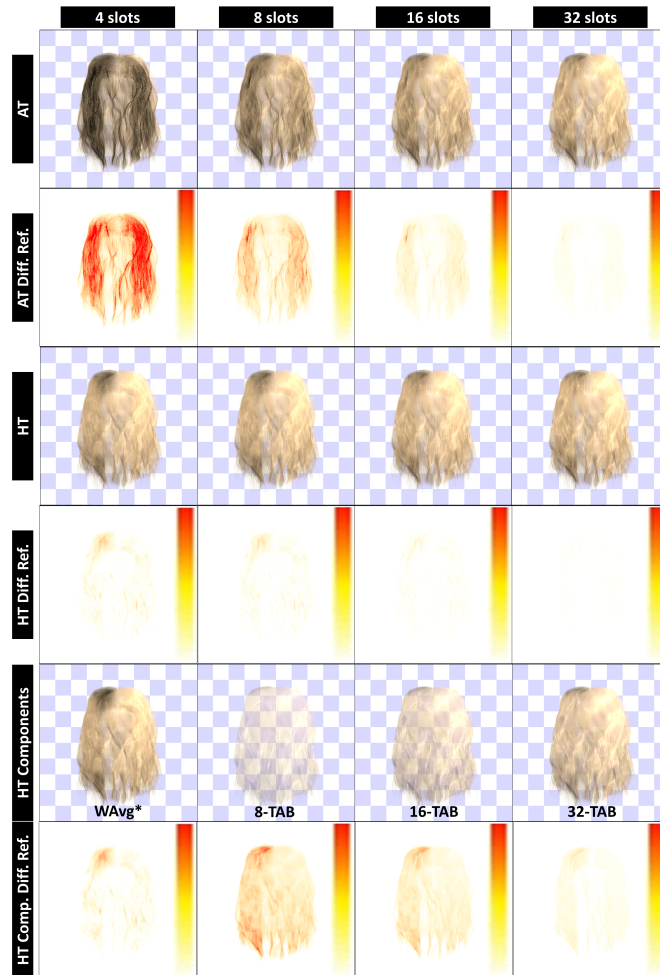 4 slots
8 slots
16 slots
32 slots
AT
AT Diff. Ref.
HT
HT Diff. Ref.
HT Components
WAvg*
8-TAB
16-TAB
32-TAB
HT Comp. Diff. Ref.